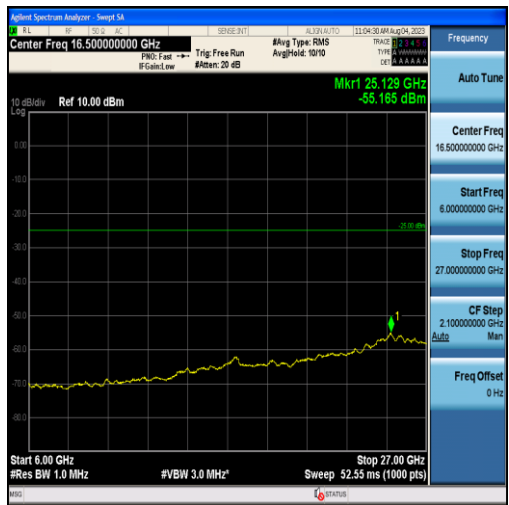 Agilent Spectrum Analyzer - Swept SA
RL RF 50 Ω AC SENSE:INT ALIGN AUTO 11:04:30 AM Aug 04, 2023
Center Freq 16.500000000 GHz
PNO: Fast
IFGain:Low
Trig: Free Run
#Atten: 20 dB
#Avg Type: RMS
Avg|Hold: 10/10
TRACE 1 2 3 4 5 6
TYPE A WWWWW
DET A A A A A A
Mkr1 25.129 GHz
-55.165 dBm
10 dB/div Ref 10.00 dBm
Log
0.00
-10.0
-20.0
-25.00 dBm
-30.0
-40.0
-50.0
-60.0
-70.0
-80.0
1
Start 6.00 GHz
Stop 27.00 GHz
#Res BW 1.0 MHz
#VBW 3.0 MHz*
Sweep 52.55 ms (1000 pts)
MSG
STATUS
Frequency
Auto Tune
Center Freq
16.500000000 GHz
Start Freq
6.000000000 GHz
Stop Freq
27.000000000 GHz
CF Step
2.100000000 GHz
Auto Man
Freq Offset
0 Hz